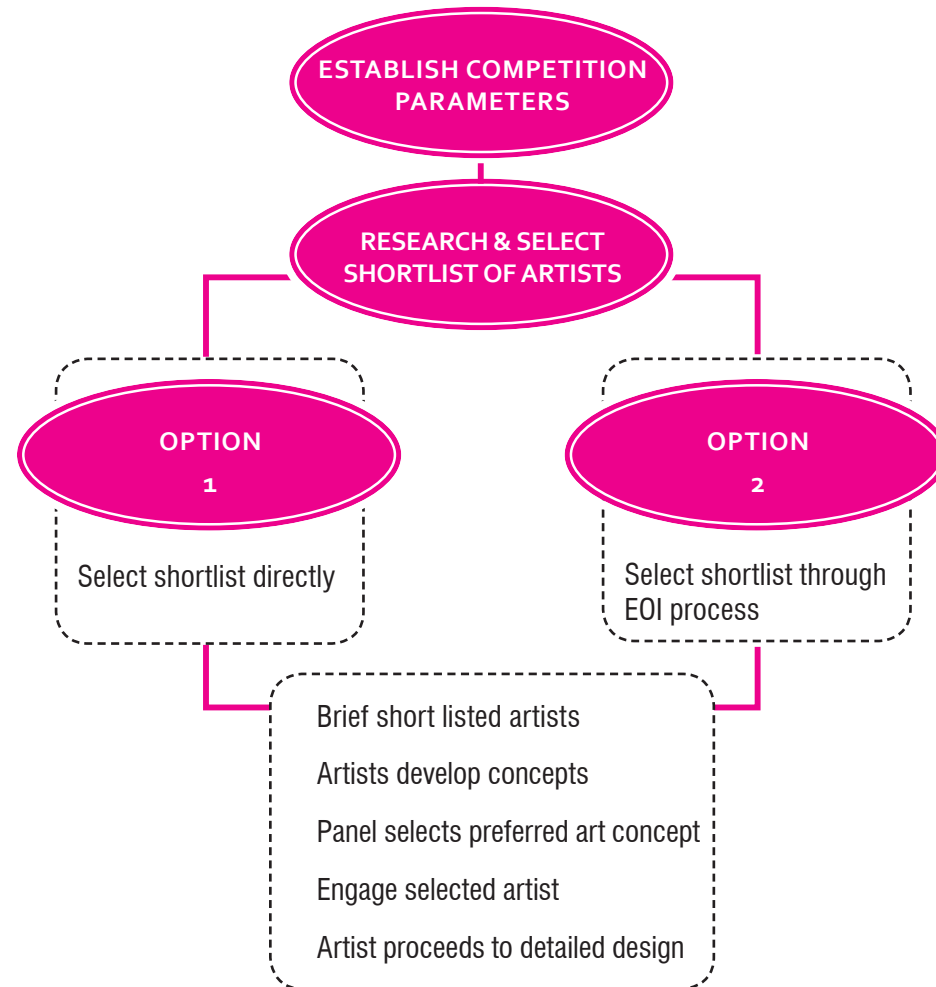 ESTABLISH COMPETITION
PARAMETERS
RESEARCH & SELECT
SHORTLIST OF ARTISTS
OPTION
1
Select shortlist directly
OPTION
2
Select shortlist through
EOI process
Brief short listed artists
Artists develop concepts
Panel selects preferred art concept
Engage selected artist
Artist proceeds to detailed design